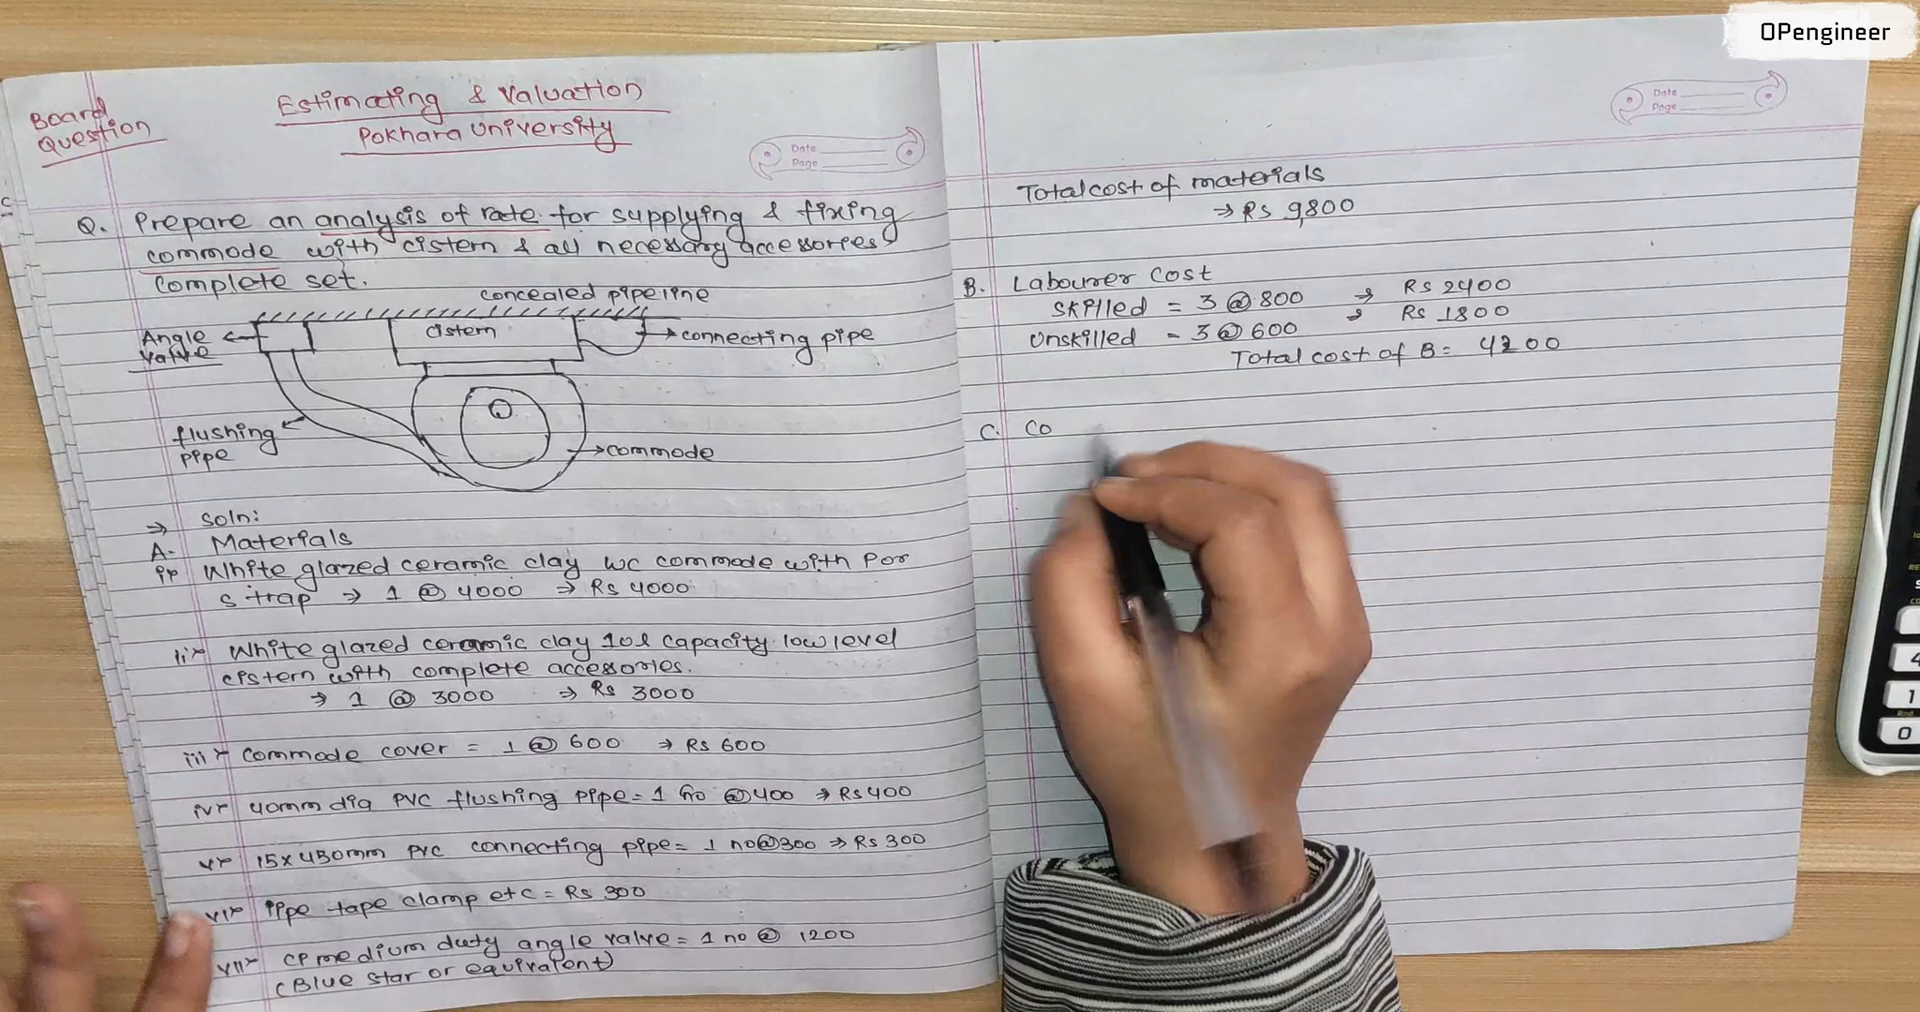 OPengineer
Board
Question
Estimating & Valuation
Pokhara University
Date
Page
Q. Prepare an analysis of rate for supplying & fixing
commode with cistern & all necessary accessories
complete set.
concealed pipeline
Angle
valve
cistern
connecting pipe
flushing
pipe
commode
⇒ Soln:
A. Materials
i> White glazed ceramic clay wc commode with P or
S trap → 1 @ 4000 ⇒ Rs 4000
ii> White glazed ceramic clay 10l capacity low level
cistern with complete accessories.
→ 1 @ 3000 ⇒ Rs 3000
iii> commode cover = 1 @ 600 ⇒ Rs 600
iv> 40mm dia PVC flushing pipe = 1 no @400 ⇒ Rs 400
v> 15x450mm PVC connecting pipe = 1 no @300 ⇒ Rs 300
vi> pipe tape clamp etc = Rs 300
vii> CP medium duty angle valve = 1 no @ 1200
(Blue star or equivalent)
Date
Page
Total cost of materials
⇒ Rs 9,800
B. Labourer cost
skilled = 3 @ 800 ⇒ Rs 2400
Unskilled = 3 @ 600 ⇒ Rs 1800
Total cost of B = 4200
C. CO
4
1
0